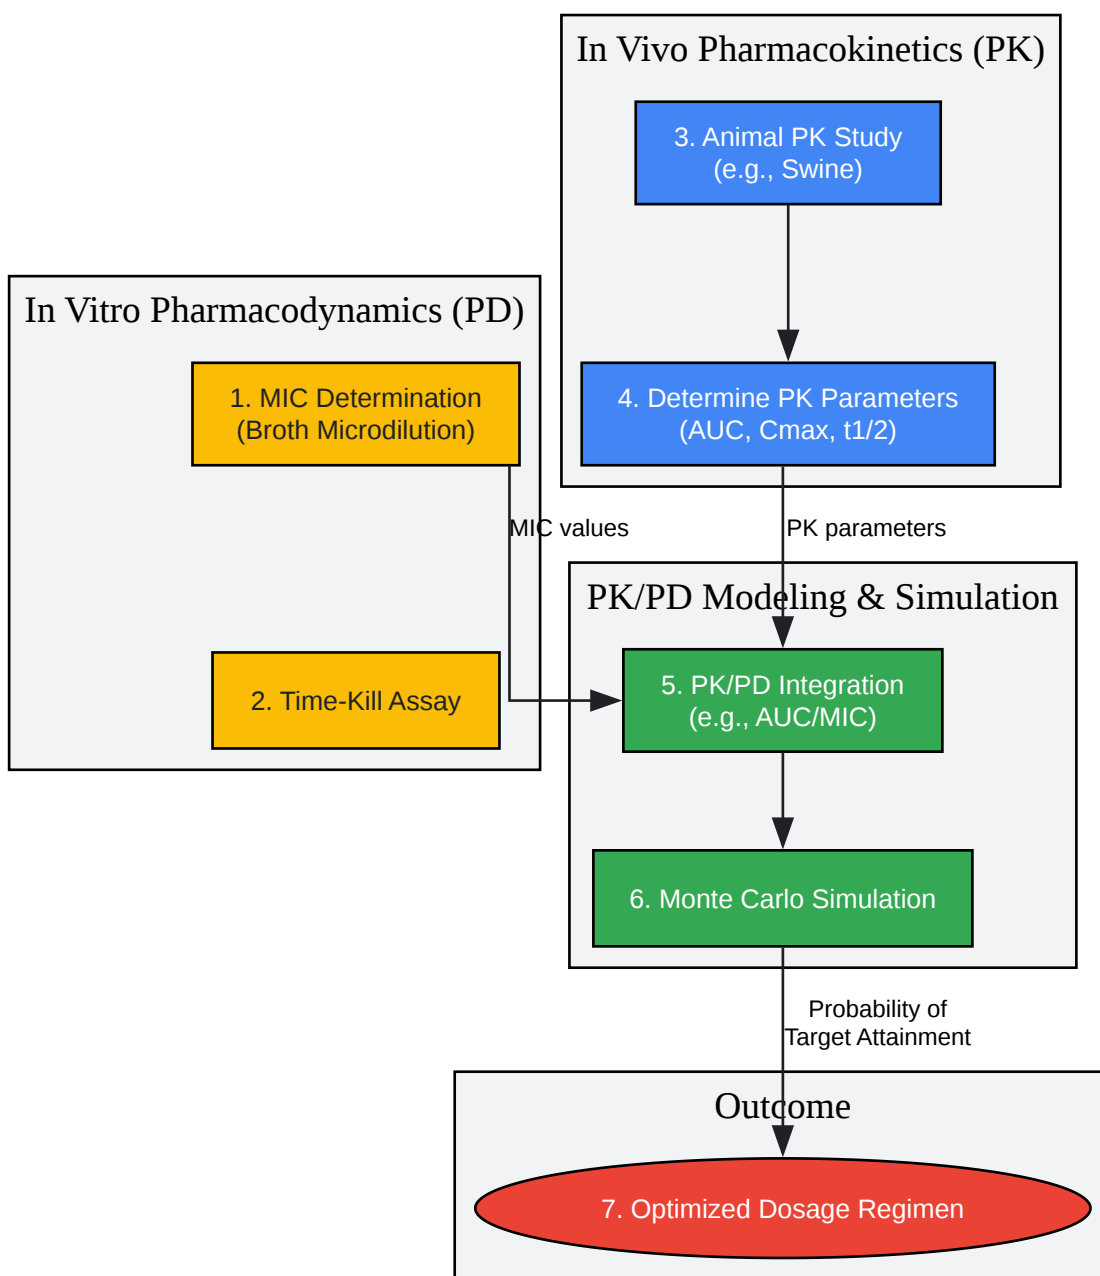 In Vivo Pharmacokinetics (PK)
3. Animal PK Study
(e.g., Swine)
In Vitro Pharmacodynamics (PD)
1. MIC Determination
(Broth Microdilution)
4. Determine PK Parameters
(AUC, Cmax, t1/2)
MIC values
PK parameters
PK/PD Modeling & Simulation
2. Time-Kill Assay
5. PK/PD Integration
(e.g., AUC/MIC)
6. Monte Carlo Simulation
Probability of
Target Attainment
Outcome
7. Optimized Dosage Regimen